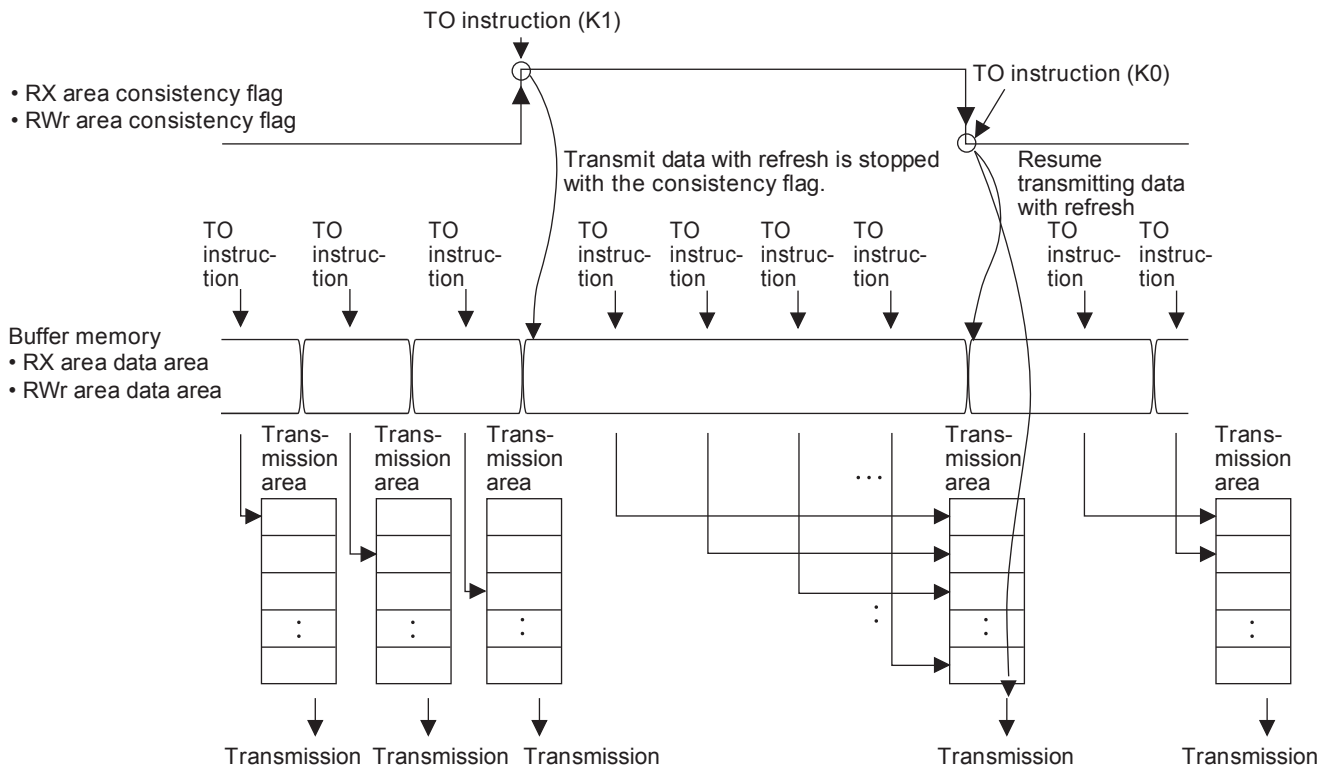 TO instruction (K1)
TO instruction (K0)
• RX area consistency flag
• RWr area consistency flag
Transmit data with refresh is stopped
with the consistency flag.
Resume
transmitting data
with refresh
TO
instruc-
tion
TO
instruc-
tion
TO
instruc-
tion
TO
instruc-
tion
TO
instruc-
tion
TO
instruc-
tion
TO
instruc-
tion
TO
instruc-
tion
TO
instruc-
tion
Buffer memory
• RX area data area
• RWr area data area
Trans-
mission
area
Trans-
mission
area
Trans-
mission
area
Trans-
mission
area
Trans-
mission
area
Transmission
Transmission
Transmission
Transmission
Transmission